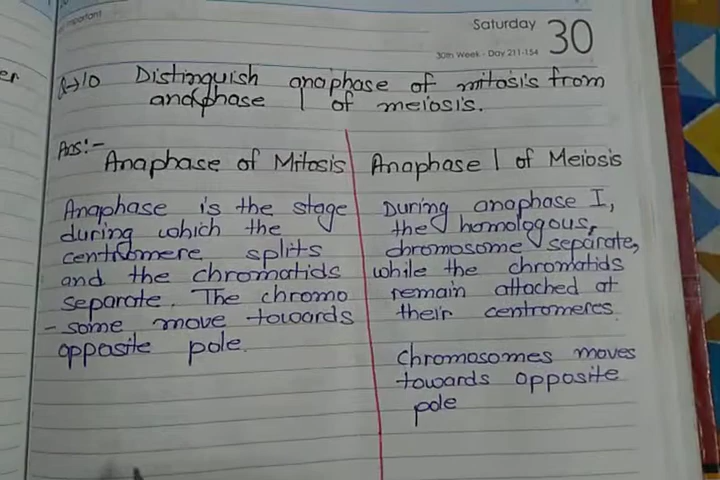 important
Saturday 30
30th Week - Day 211-154
er
Q→10 Distinguish anaphase of mitosis from
anaphase I of meiosis.
Ans:-
Anaphase of Mitosis
Anaphase is the stage
during which the
centromere splits
and the chromatids
separate. The chromo
- some move towards
opposite pole.
Anaphase I of Meiosis
During anaphase I,
the homologous,
chromosome separate,
while the chromatids
remain attached at
their centromeres.
Chromosomes moves
towards opposite
pole